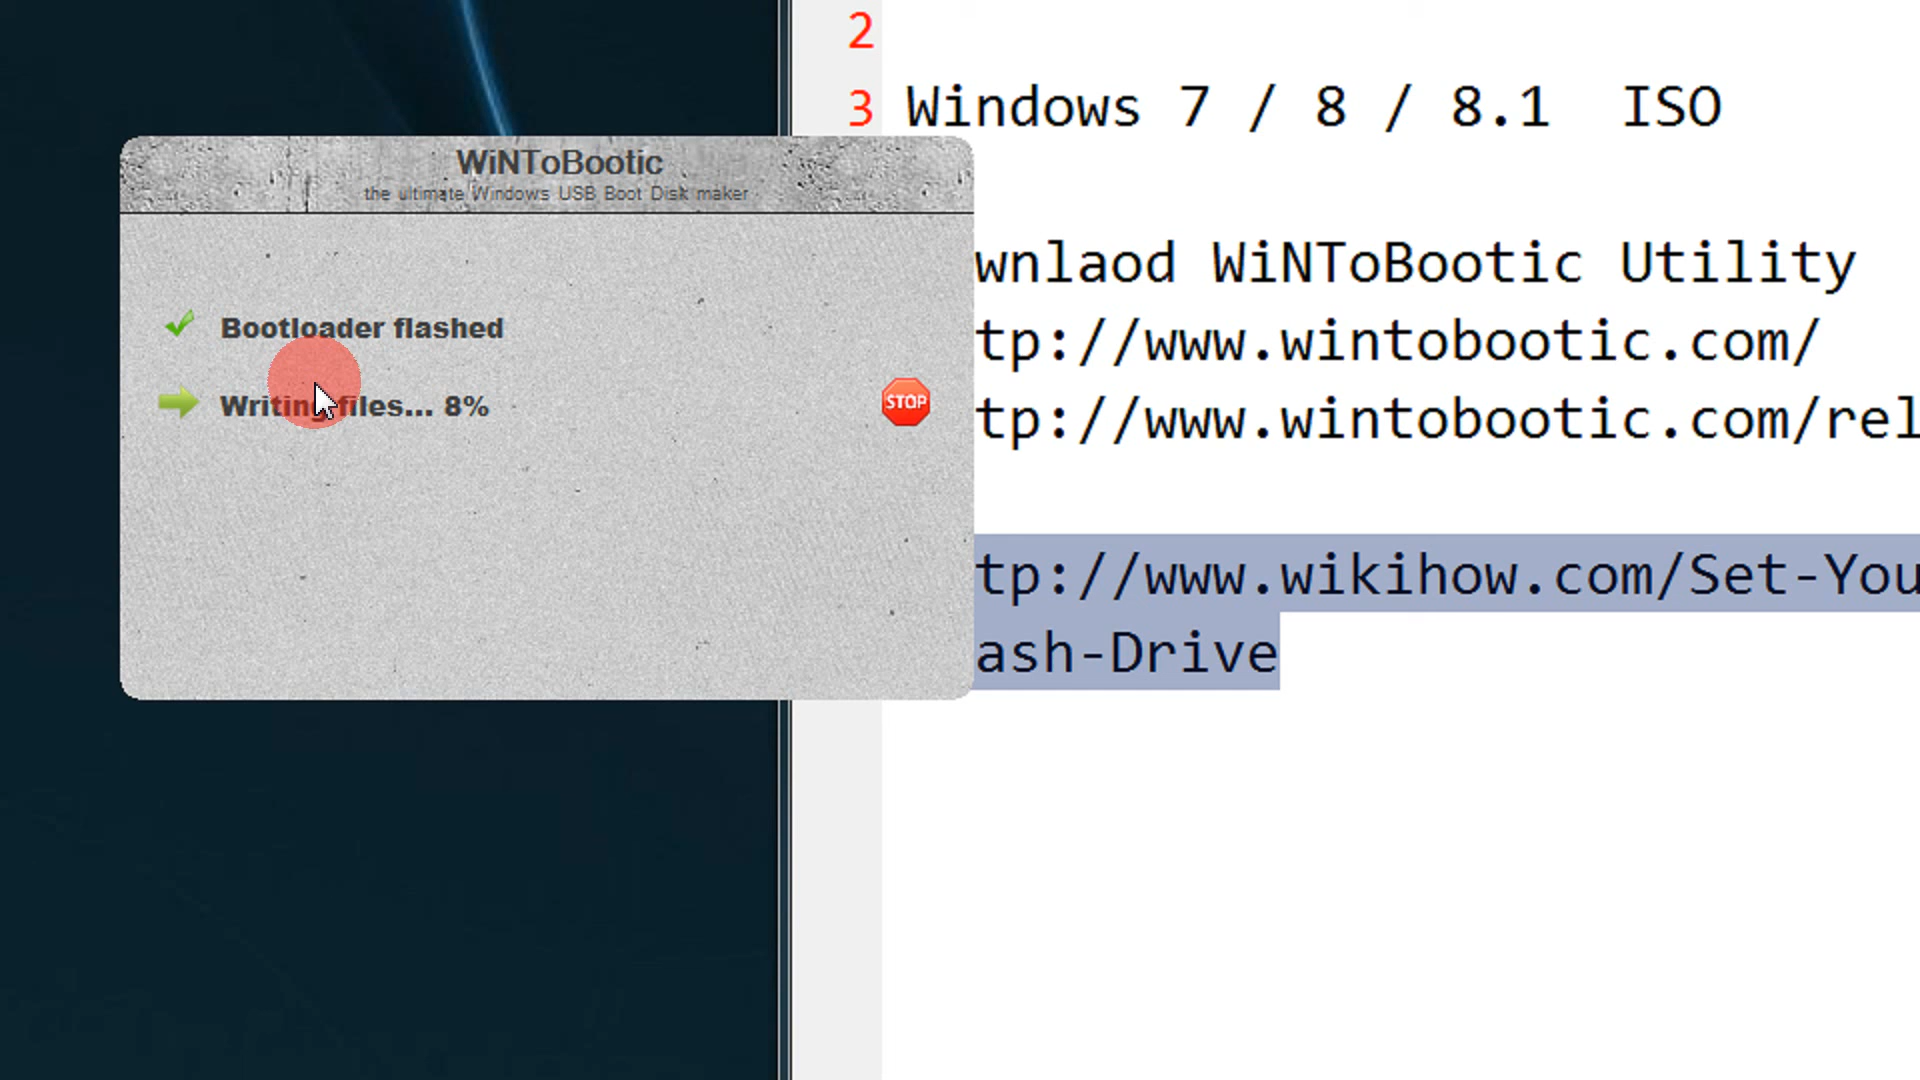 2
3 Windows 7 / 8 / 8.1 ISO
WiNToBootic
the ultimate Windows USB Boot Disk maker
wnlaod WiNToBootic Utility
Bootloader flashed
tp://www.wintobootic.com/
Writing files... 8%
STOP
tp://www.wintobootic.com/rel
tp://www.wikihow.com/Set-You
ash-Drive